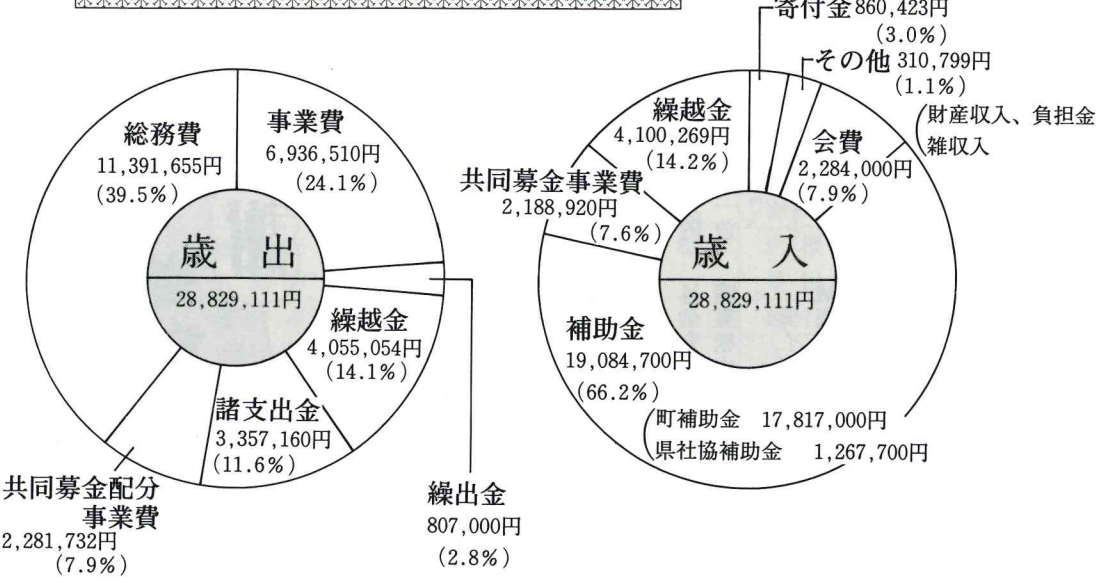 総務費
11,391,655円
(39.5%)
事業費
6,936,510円
(24.1%)
歳出
28,829,111円
繰越金
4,055,054円
(14.1%)
諸支出金
3,357,160円
(11.6%)
共同募金配分
事業費
2,281,732円
(7.9%)
繰出金
807,000円
(2.8%)
寄付金 860,423円
(3.0%)
その他 310,799円
(1.1%)
(財産収入、負担金
雑収入
繰越金
4,100,269円
(14.2%)
会費
2,284,000円
(7.9%)
共同募金事業費
2,188,920円
(7.6%)
歳入
28,829,111円
補助金
19,084,700円
(66.2%)
(町補助金 17,817,000円
県社協補助金 1,267,700円